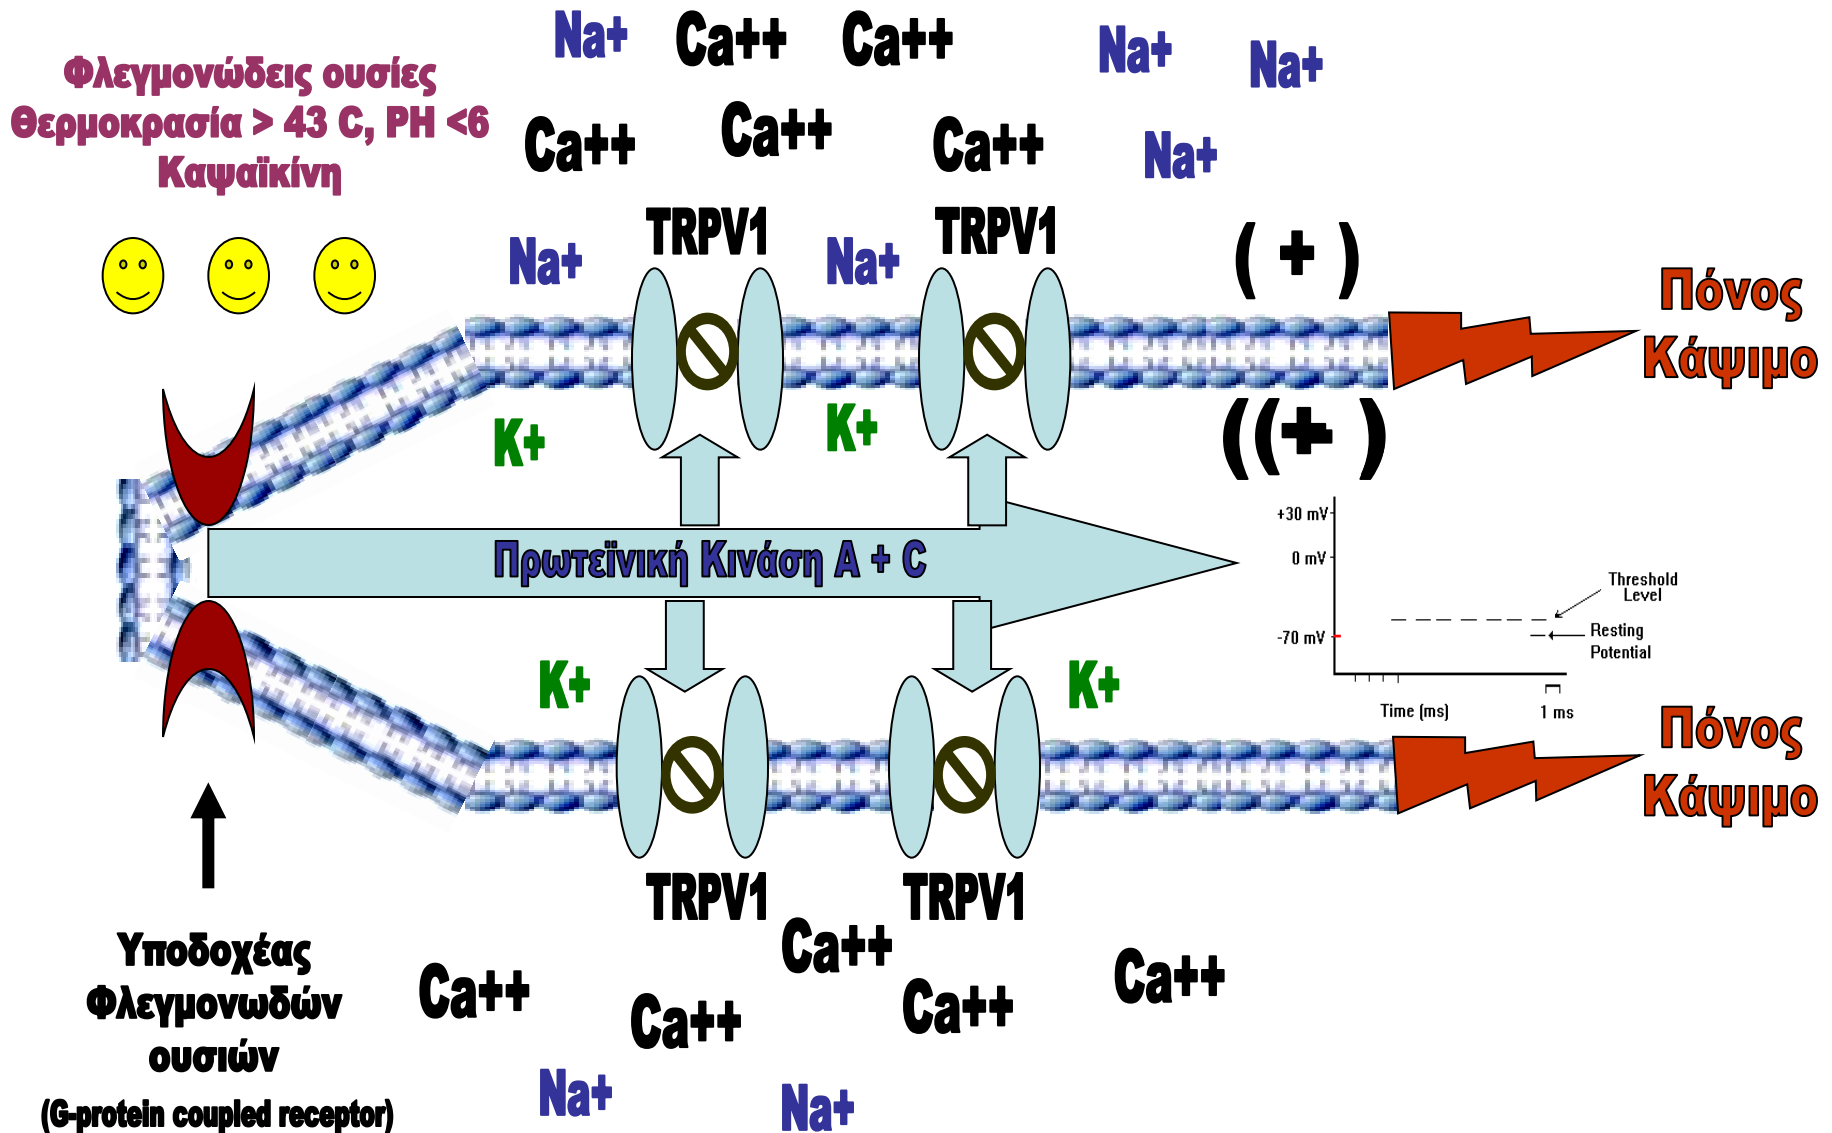 Na+ Ca++ Ca++ Na+ Na+
Φλεγμονώδεις ουσίες
Θερμοκρασία > 43 C, PH <6
Καψαϊκίνη
Ca++ Ca++ Ca++ Na+
TRPV1 TRPV1
Na+ Na+ ( + )
Πόνος
Κάψιμο
K+ K+
Πρωτεϊνική Κινάση A + C
+30 mV
0 mV
Threshold
Level
-70 mV
Resting
Potential
Time (ms) 1 ms
K+ K+
Πόνος
Κάψιμο
TRPV1 TRPV1
Υποδοχέας
Φλεγμονωδών
ουσιών
(G-protein coupled receptor)
Ca++ Ca++
Ca++ Ca++ Ca++
Na+ Na+